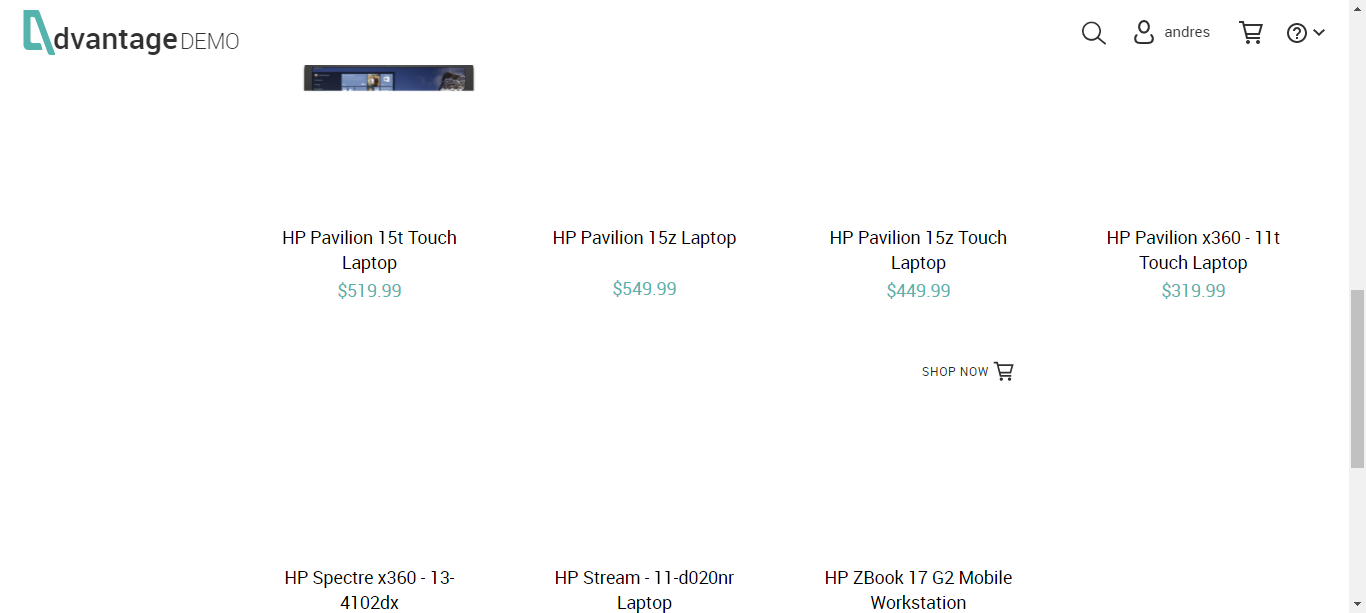 dvantage DEMO
andres
HP Pavilion 15t Touch
Laptop
$519.99
HP Pavilion 15z Laptop
$549.99
HP Pavilion 15z Touch
Laptop
$449.99
HP Pavilion x360 - 11t
Touch Laptop
$319.99
SHOP NOW
HP Spectre x360 - 13-
4102dx
HP Stream - 11-d020nr
Laptop
HP ZBook 17 G2 Mobile
Workstation